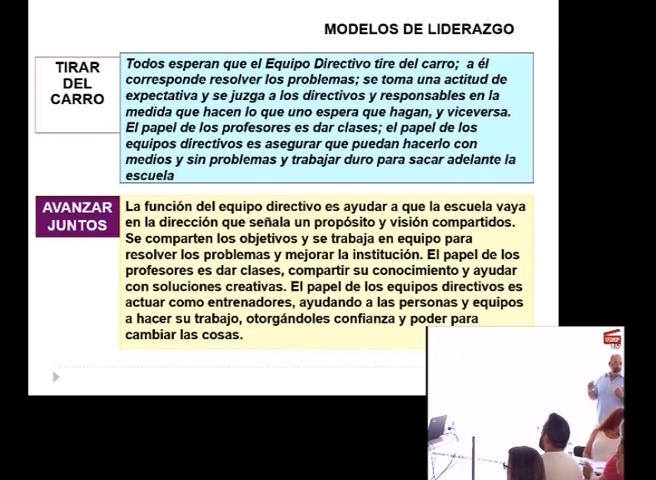 MODELOS DE LIDERAZGO
TIRAR
DEL
CARRO
Todos esperan que el Equipo Directivo tire del carro; a él
corresponde resolver los problemas; se toma una actitud de
expectativa y se juzga a los directivos y responsables en la
medida que hacen lo que uno espera que hagan, y viceversa.
El papel de los profesores es dar clases; el papel de los
equipos directivos es asegurar que puedan hacerlo con
medios y sin problemas y trabajar duro para sacar adelante la
escuela
AVANZAR
JUNTOS
La función del equipo directivo es ayudar a que la escuela vaya
en la dirección que señala un propósito y visión compartidos.
Se comparten los objetivos y se trabaja en equipo para
resolver los problemas y mejorar la institución. El papel de los
profesores es dar clases, compartir su conocimiento y ayudar
con soluciones creativas. El papel de los equipos directivos es
actuar como entrenadores, ayudando a las personas y equipos
a hacer su trabajo, otorgándoles confianza y poder para
cambiar las cosas.